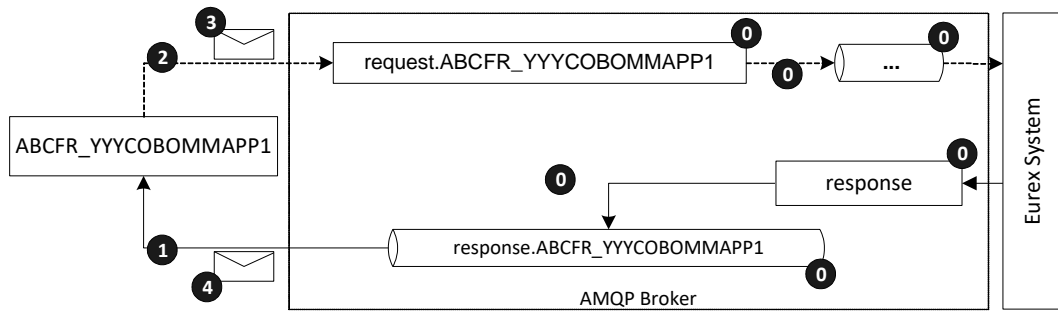 3
0
0
2
request.ABCFR_YYYCOBOMMAPP1
0
...
ABCFR_YYYCOBOMMAPP1
0
0
response
Eurex System
1
response.ABCFR_YYYCOBOMMAPP1
0
4
AMQP Broker